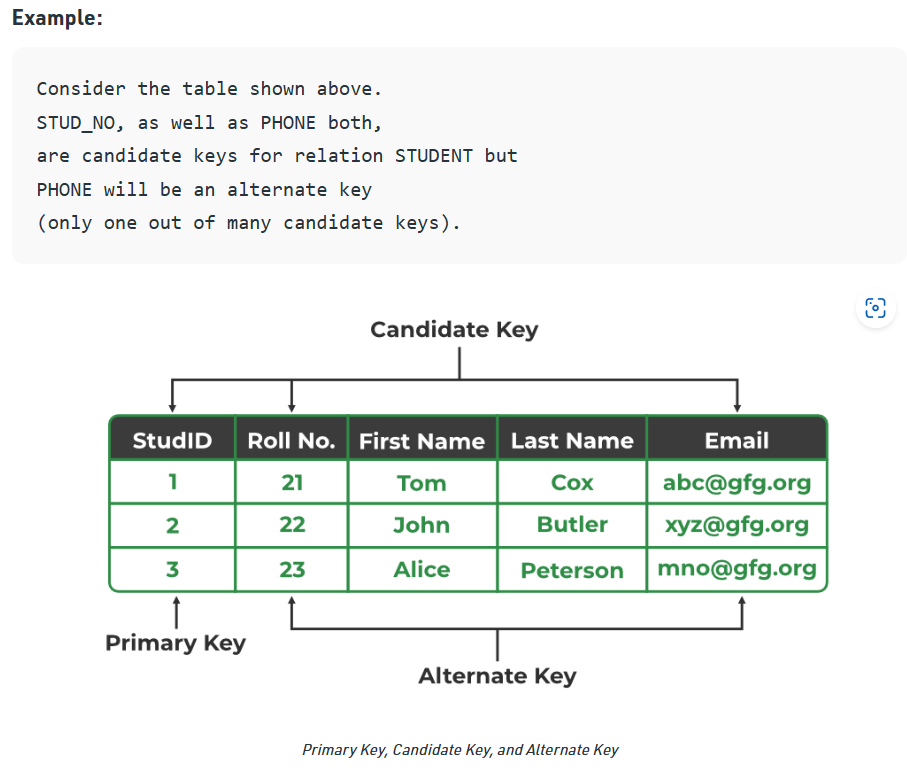 Example:
Consider the table shown above.
STUD_NO, as well as PHONE both,
are candidate keys for relation STUDENT but
PHONE will be an alternate key
(only one out of many candidate keys).
Candidate Key
StudID Roll No. First Name Last Name Email
1 21 Tom Cox abc@gfg.org
2 22 John Butler xyz@gfg.org
3 23 Alice Peterson mno@gfg.org
Primary Key
Alternate Key
Primary Key, Candidate Key, and Alternate Key